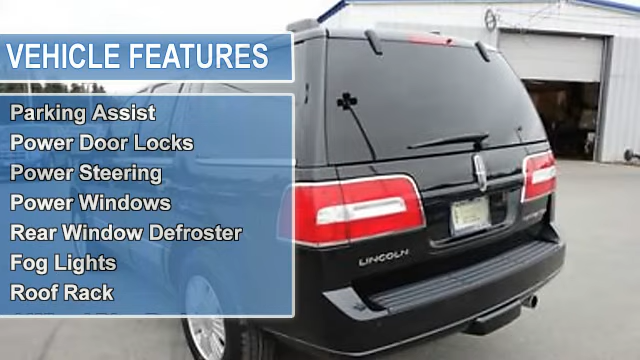 VEHICLE FEATURES
Parking Assist
Power Door Locks
Power Steering
Power Windows
Rear Window Defroster
Fog Lights
Roof Rack
LINCOLN